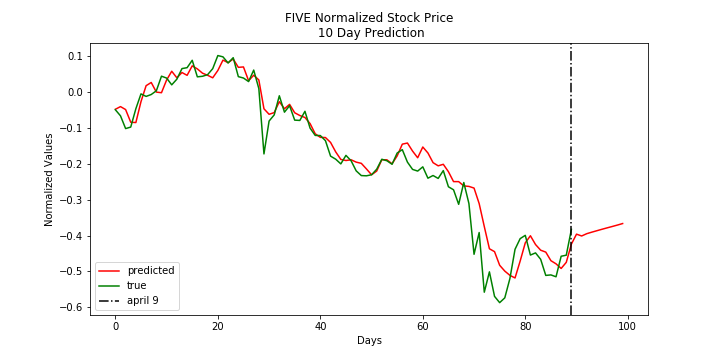 FIVE Normalized Stock Price
10 Day Prediction
Normalized Values
0.1
0.0
−0.1
−0.2
−0.3
−0.4
−0.5
−0.6
predicted
true
april 9
0
20
40
60
80
100
Days